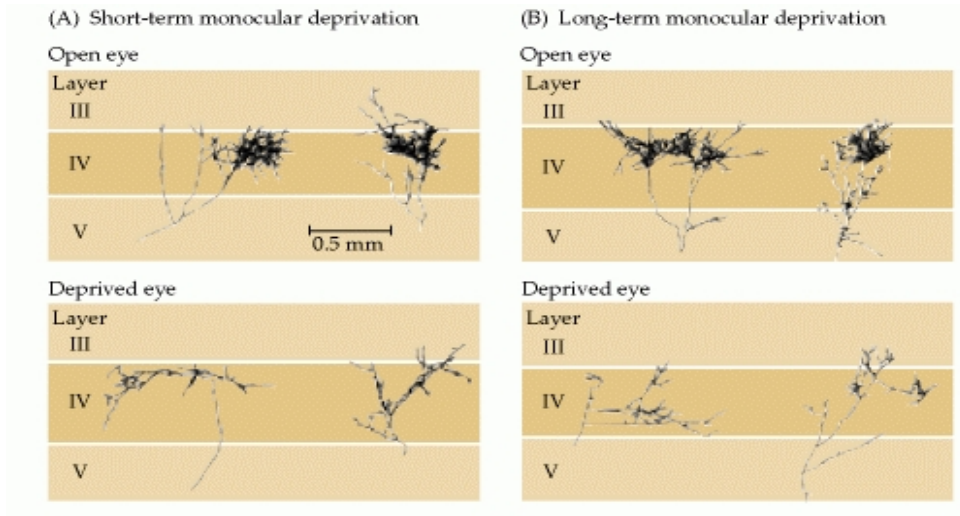 (A) Short-term monocular deprivation
Open eye
Layer
III
IV
V
0.5 mm
Deprived eye
Layer
III
IV
V
(B) Long-term monocular deprivation
Open eye
Layer
III
IV
V
Deprived eye
Layer
III
IV
V